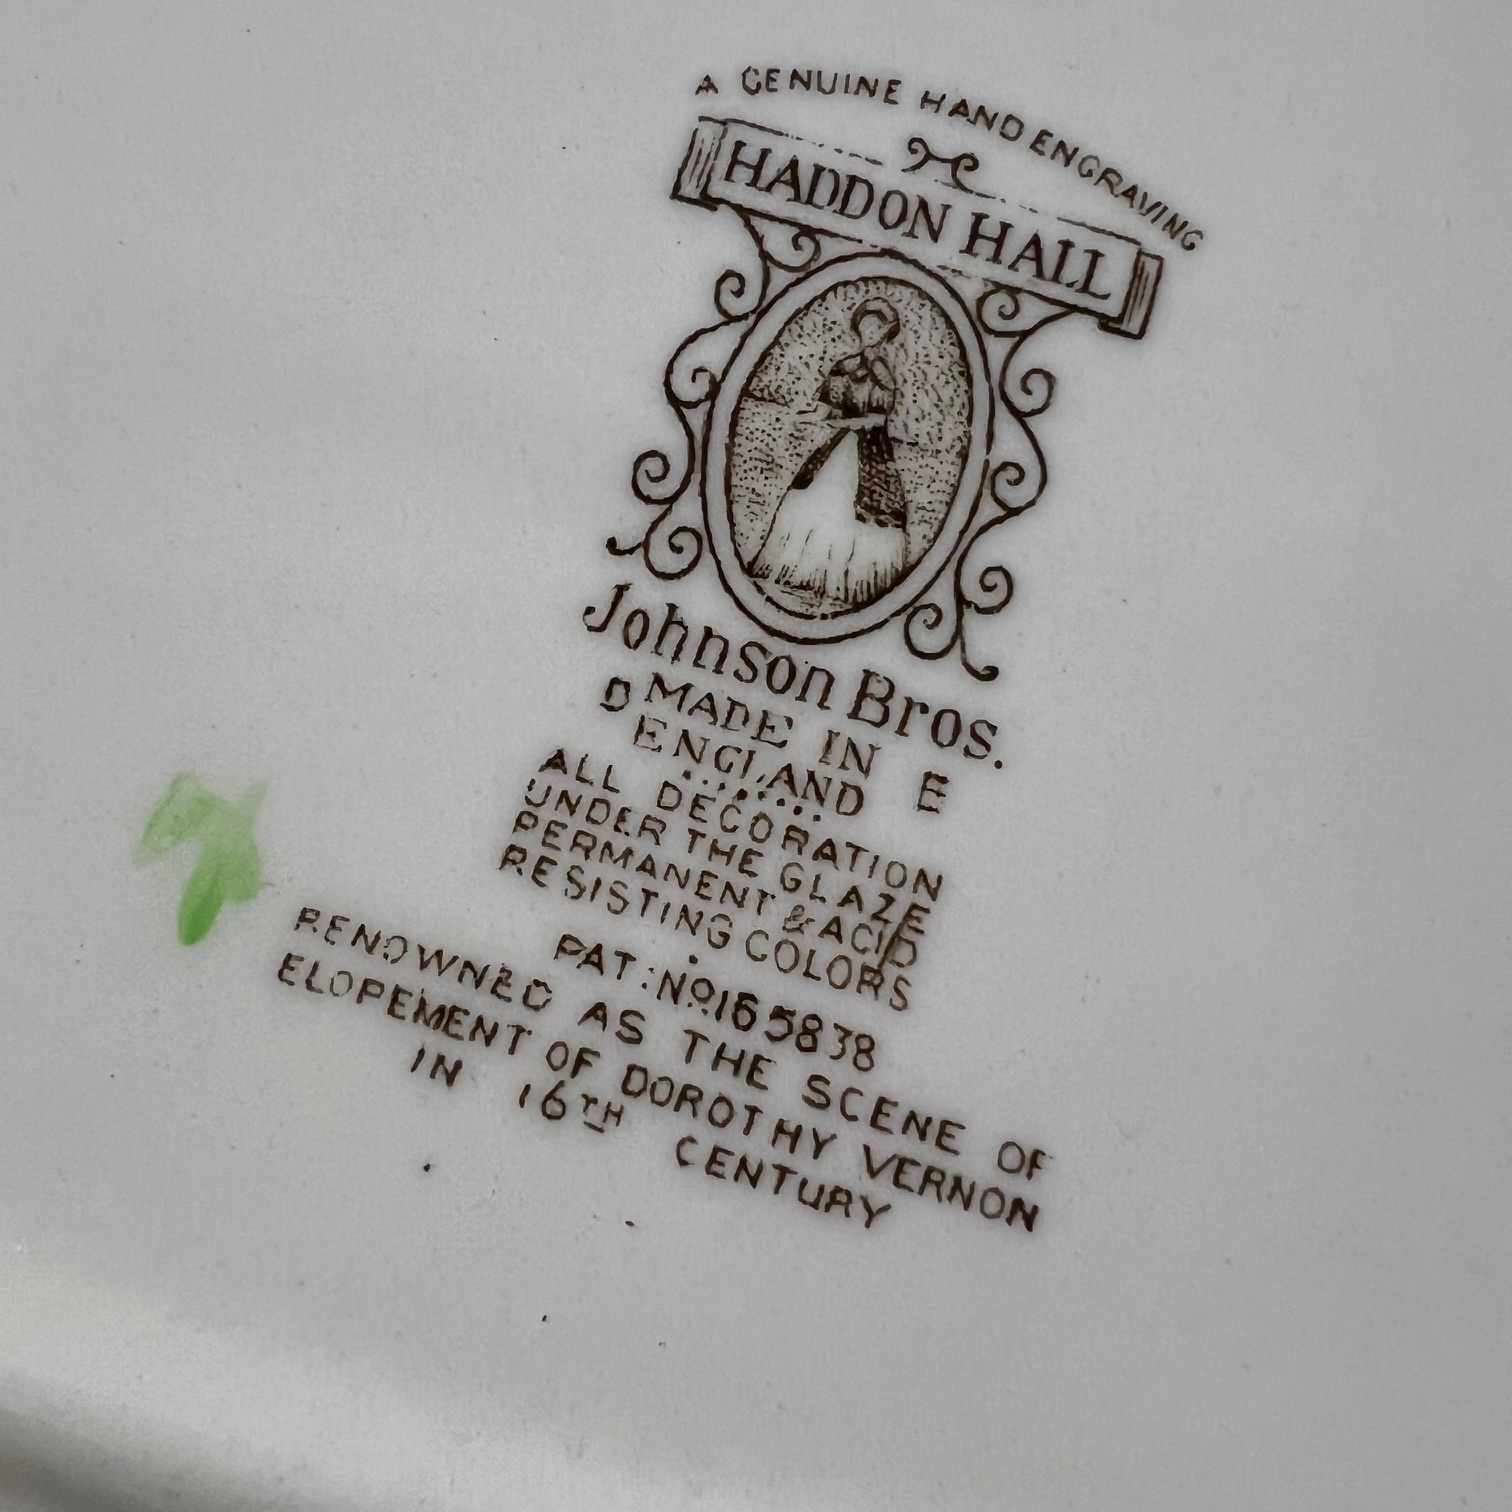 A GENUINE HAND ENGRAVING
HADDON HALL
Johnson Bros.
D MADE IN
ENGLAND E
ALL DECORATION
UNDER THE GLAZE
PERMANENT & ACID
RESISTING COLORS
PAT: No 165838
RENOWNED AS THE SCENE OF
ELOPEMENT OF DOROTHY VERNON
IN 16TH CENTURY